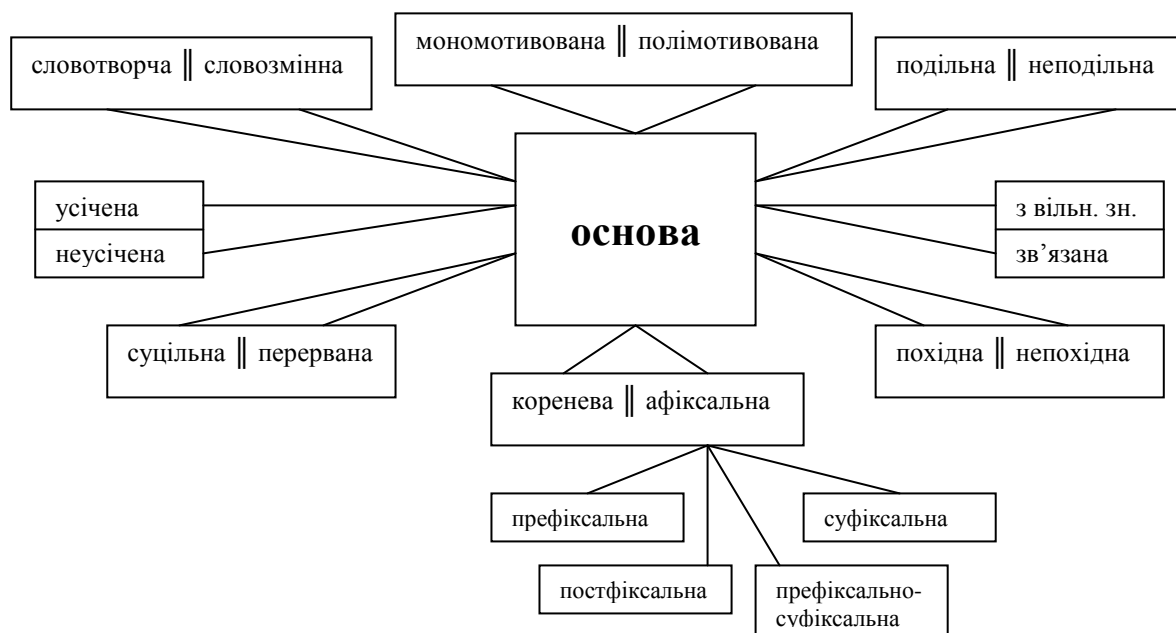 мономотивована ║ полімотивована
словотворча ║ словозмінна
подільна ║ неподільна
усічена
неусічена
основа
з вільн. зн.
зв’язана
суцільна ║ перервана
похідна ║ непохідна
коренева ║ афіксальна
префіксальна
суфіксальна
постфіксальна
префіксально-
суфіксальна